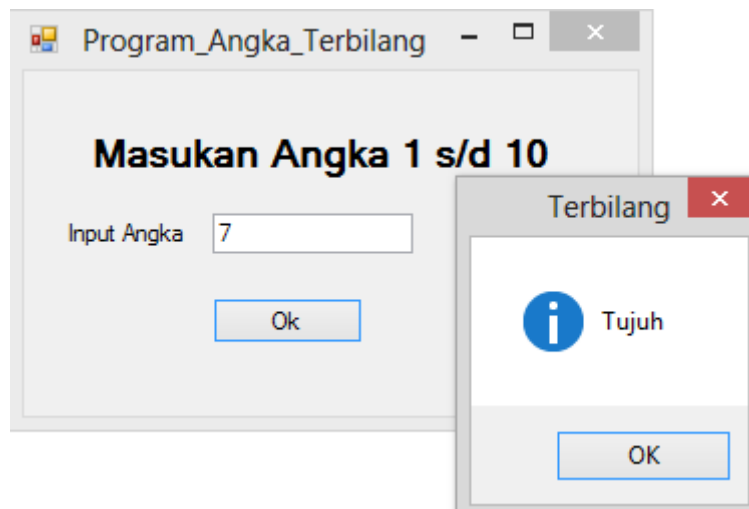 Program_Angka_Terbilang
Masukan Angka 1 s/d 10
Input Angka 7
Ok
Terbilang
Tujuh
OK